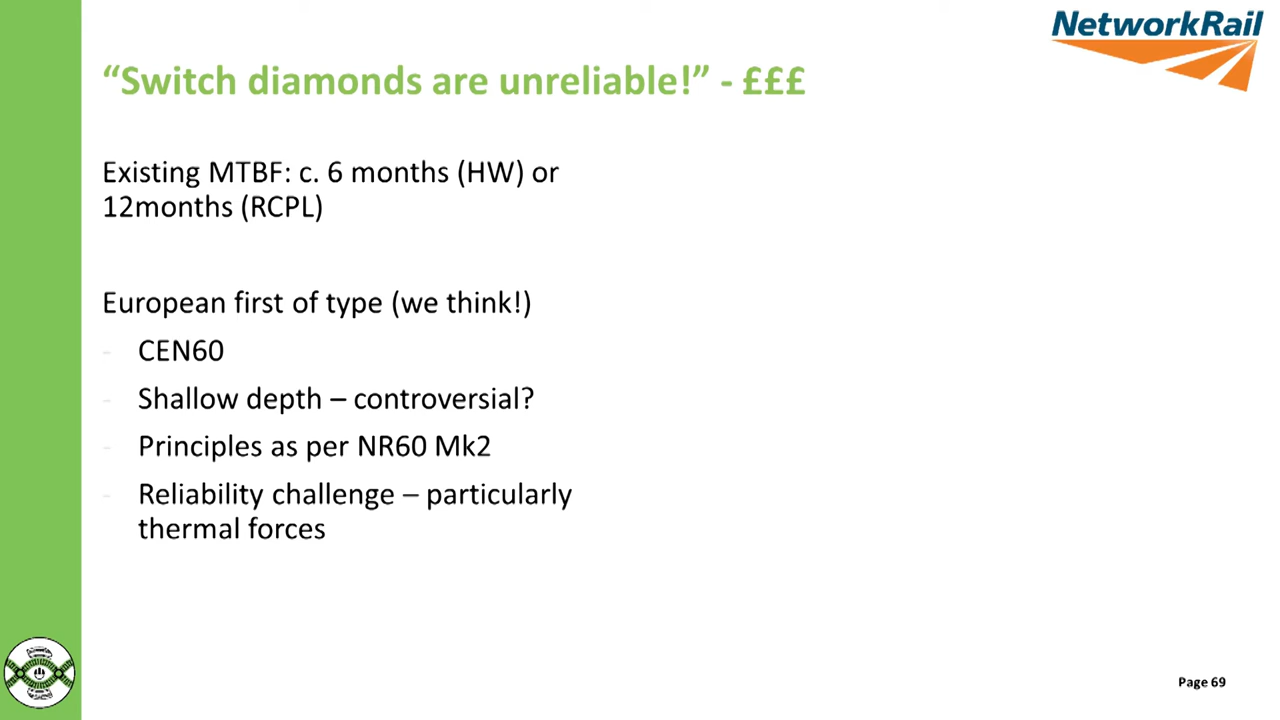 NetworkRail
“Switch diamonds are unreliable!” - £££
Existing MTBF: c. 6 months (HW) or
12months (RCPL)
European first of type (we think!)
- CEN60
- Shallow depth – controversial?
- Principles as per NR60 Mk2
- Reliability challenge – particularly
thermal forces
Page 69